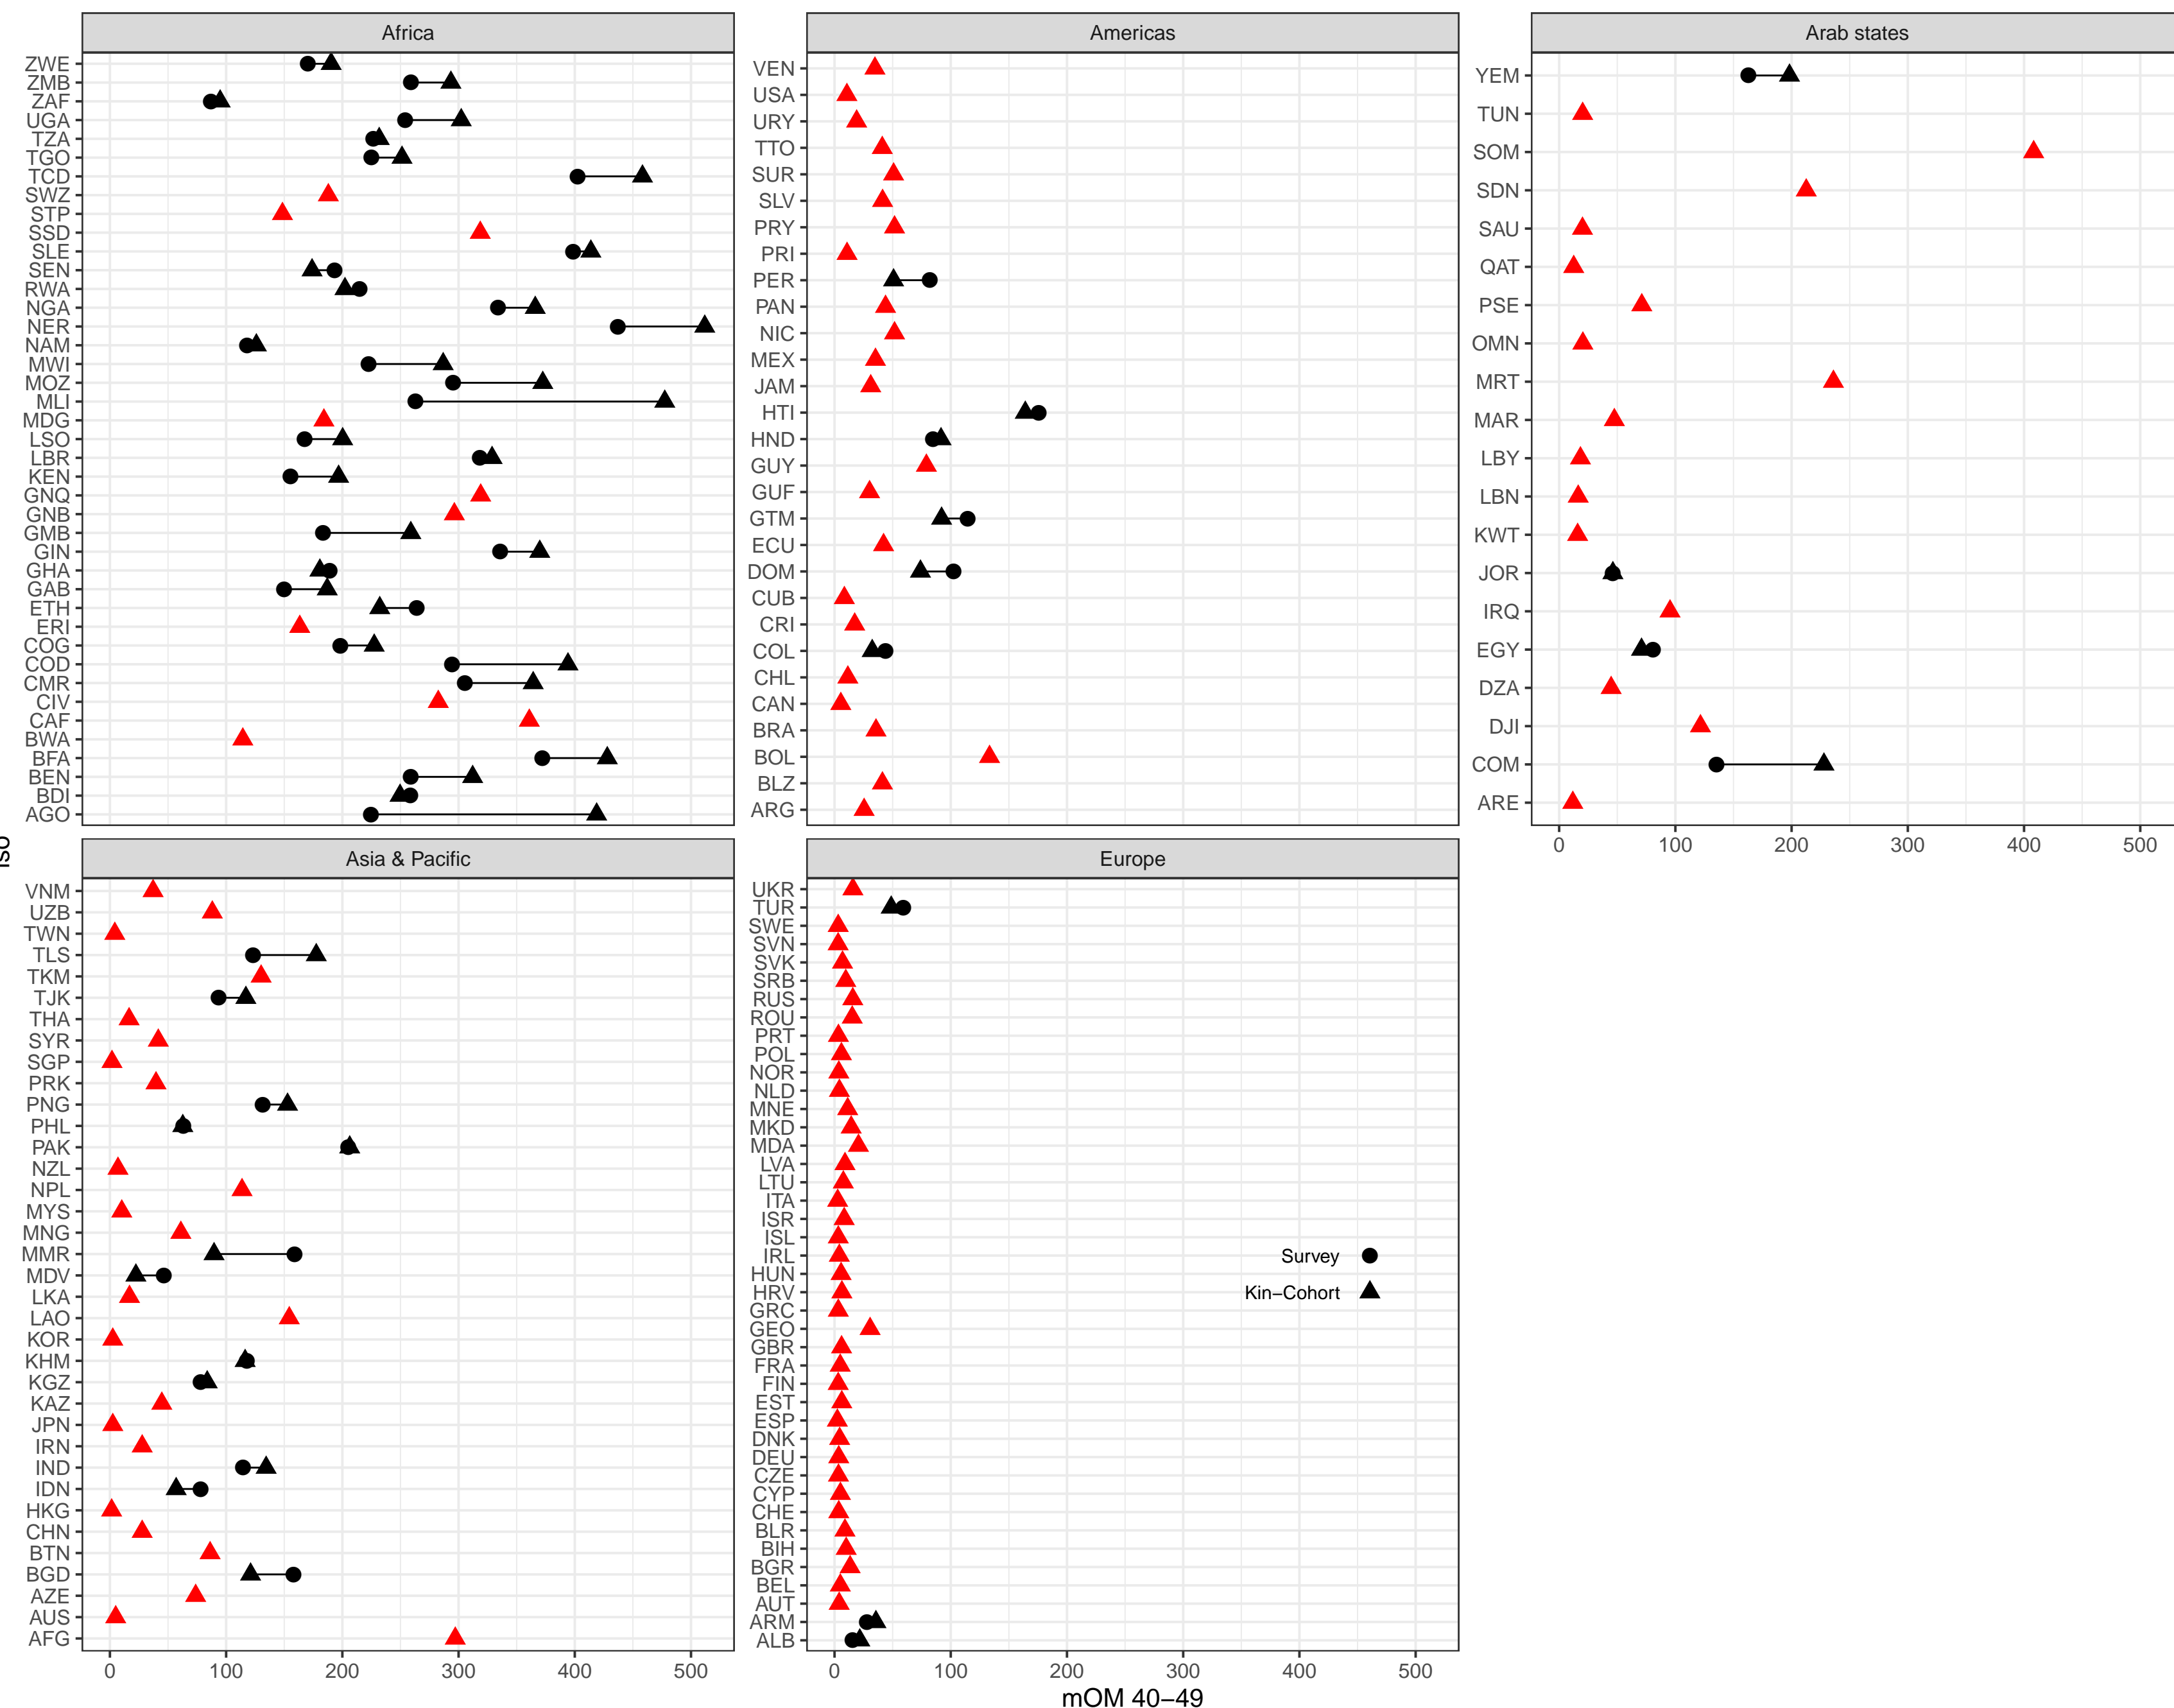 Africa
ZWE
ZMB
ZAF
UGA
TZA
TGO
TCD
SWZ
STP
SSD
SLE
SEN
RWA
NGA
NER
NAM
MWI
MOZ
MLI
MDG
LSO
LBR
KEN
GNQ
GNB
GMB
GIN
GHA
GAB
ETH
ERI
COG
COD
CMR
CIV
CAF
BWA
BFA
BEN
BDI
AGO
Americas
VEN
USA
URY
TTO
SUR
SLV
PRY
PRI
PER
PAN
NIC
MEX
JAM
HTI
HND
GUY
GUF
GTM
ECU
DOM
CUB
CRI
COL
CHL
CAN
BRA
BOL
BLZ
ARG
Arab states
YEM
TUN
SOM
SDN
SAU
QAT
PSE
OMN
MRT
MAR
LBY
LBN
KWT
JOR
IRQ
EGY
DZA
DJI
COM
ARE
0 100 200 300 400 500
iso
Asia & Pacific
VNM
UZB
TWN
TLS
TKM
TJK
THA
SYR
SGP
PRK
PNG
PHL
PAK
NZL
NPL
MYS
MNG
MMR
MDV
LKA
LAO
KOR
KHM
KGZ
KAZ
JPN
IRN
IND
IDN
HKG
CHN
BTN
BGD
AZE
AUS
AFG
0 100 200 300 400 500
Europe
UKR
TUR
SWE
SVN
SVK
SRB
RUS
ROU
PRT
POL
NOR
NLD
MNE
MKD
MDA
LVA
LTU
ITA
ISR
ISL
IRL
HUN
HRV
GRC
GEO
GBR
FRA
FIN
EST
ESP
DNK
DEU
CZE
CYP
CHE
BLR
BIH
BGR
BEL
AUT
ARM
ALB
Survey
Kin−Cohort
0 100 200 300 400 500
mOM 40−49